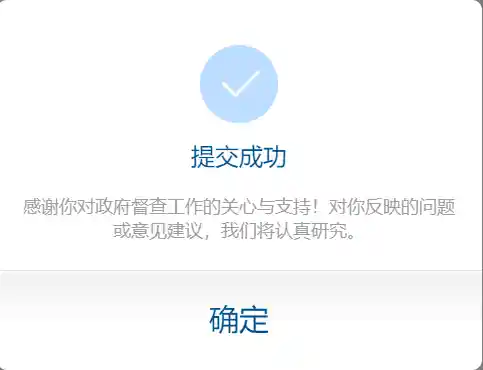 提交成功
感谢你对政府督查工作的关心与支持！对你反映的问题
或意见建议，我们将认真研究。
确定